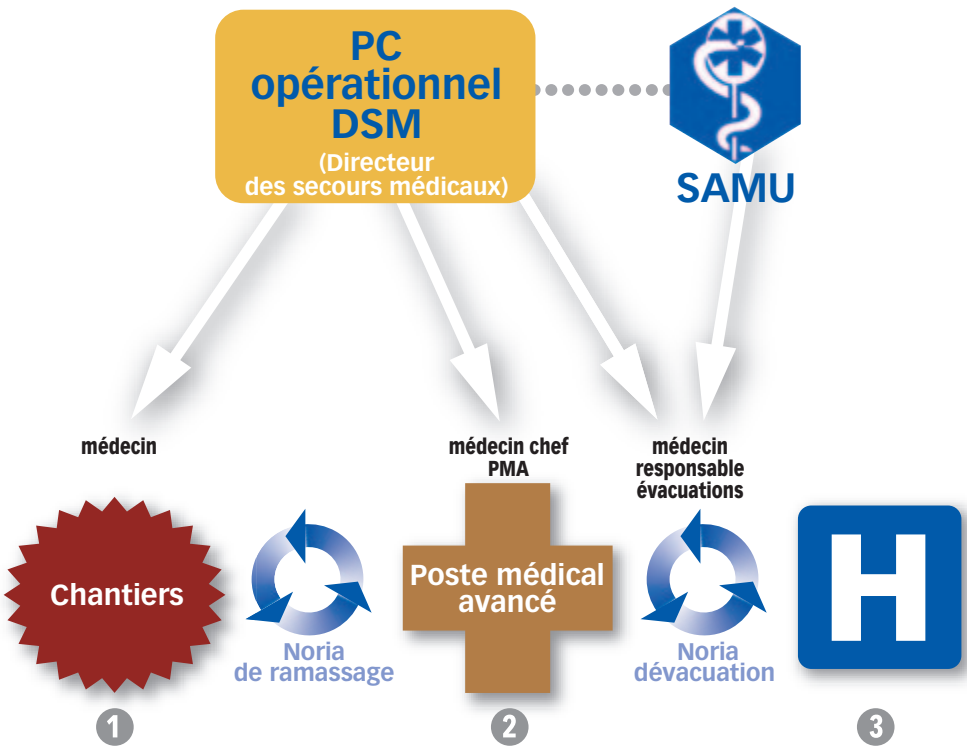 PC
opérationnel
DSM
(Directeur
des secours médicaux)
SAMU
médecin
médecin chef
PMA
médecin
responsable
évacuations
Chantiers
Noria
de ramassage
Poste médical
avancé
Noria
dévacuation
H
1
2
3